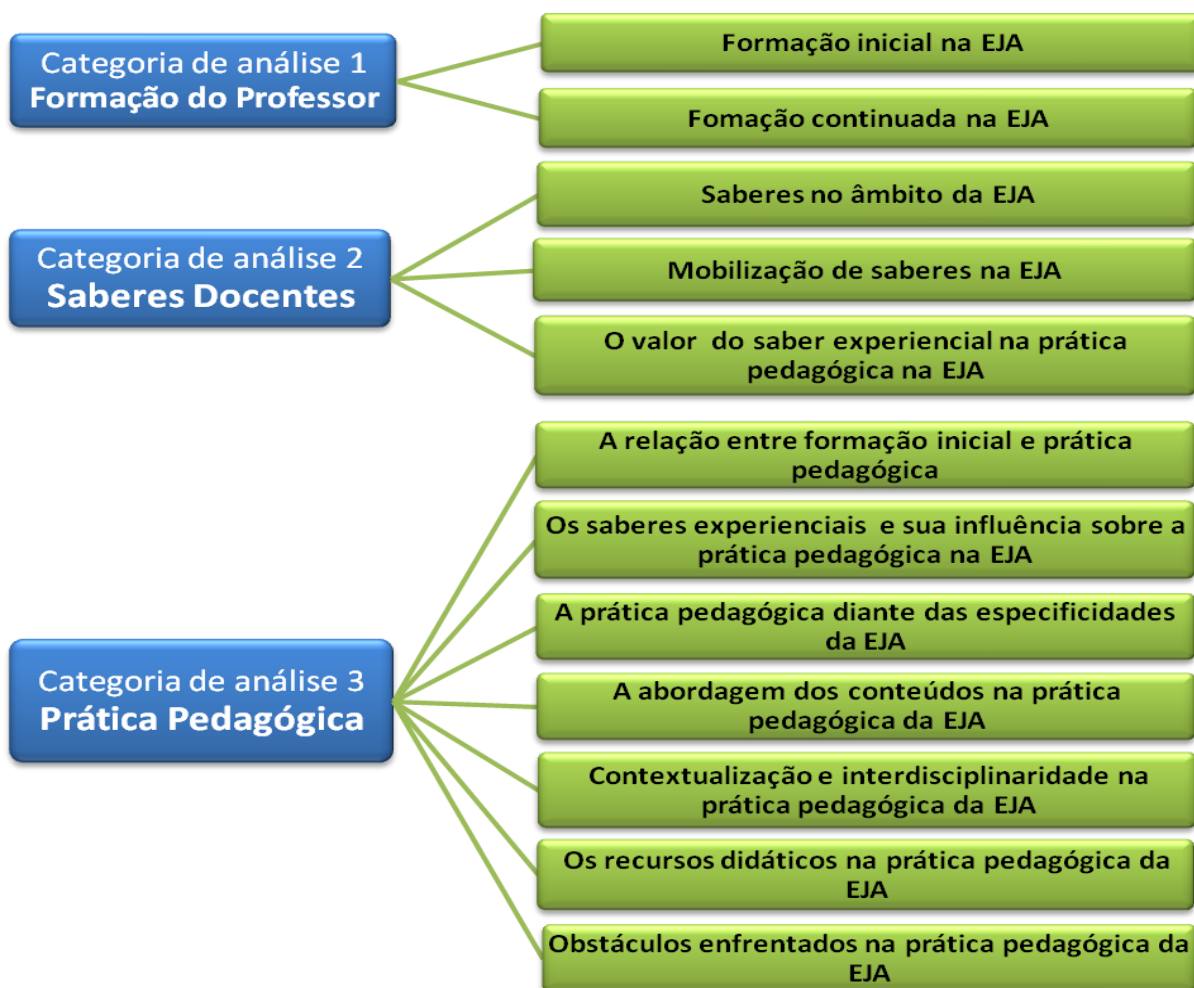 Categoria de análise 1
Formação do Professor
Formação inicial na EJA
Fomação continuada na EJA
Categoria de análise 2
Saberes Docentes
Saberes no âmbito da EJA
Mobilização de saberes na EJA
O valor do saber experiencial na prática
pedagógica na EJA
Categoria de análise 3
Prática Pedagógica
A relação entre formação inicial e prática
pedagógica
Os saberes experienciais e sua influência sobre a
prática pedagógica na EJA
A prática pedagógica diante das especificidades
da EJA
A abordagem dos conteúdos na prática
pedagógica da EJA
Contextualização e interdisciplinaridade na
prática pedagógica da EJA
Os recursos didáticos na prática pedagógica da
EJA
Obstáculos enfrentados na prática pedagógica da
EJA